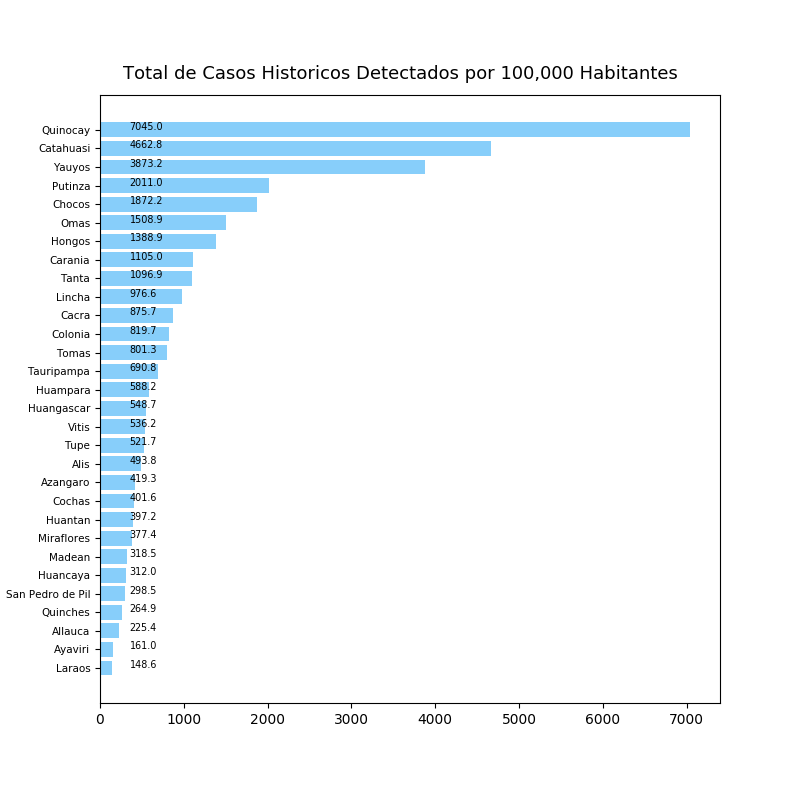 Total de Casos Historicos Detectados por 100,000 Habitantes
Quinocay 7045.0
Catahuasi 4662.8
Yauyos 3873.2
Putinza 2011.0
Chocos 1872.2
Omas 1508.9
Hongos 1388.9
Carania 1105.0
Tanta 1096.9
Lincha 976.6
Cacra 875.7
Colonia 819.7
Tomas 801.3
Tauripampa 690.8
Huampara 588.2
Huangascar 548.7
Vitis 536.2
Tupe 521.7
Alis 493.8
Azangaro 419.3
Cochas 401.6
Huantan 397.2
Miraflores 377.4
Madean 318.5
Huancaya 312.0
San Pedro de Pil 298.5
Quinches 264.9
Allauca 225.4
Ayaviri 161.0
Laraos 148.6
0 1000 2000 3000 4000 5000 6000 7000